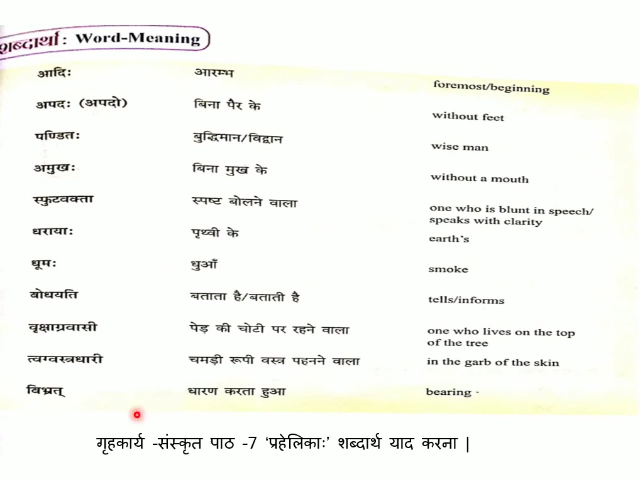 शब्दार्थाः : Word-Meaning
आदिः आरम्भ foremost/beginning
अपदः (अपदो) बिना पैर के without feet
पण्डितः बुद्धिमान/विद्वान wise man
अमुखः बिना मुख के without a mouth
स्फुटवक्ता स्पष्ट बोलने वाला one who is blunt in speech/
speaks with clarity
धरायाः पृथ्वी के earth's
धूमः धुआँ smoke
बोधयति बताता है/बताती है tells/informs
वृक्षाग्रवासी पेड़ की चोटी पर रहने वाला one who lives on the top
of the tree
त्वग्वस्त्रधारी चमड़ी रूपी वस्त्र पहनने वाला in the garb of the skin
विभ्रत् धारण करता हुआ bearing
गृहकार्य -संस्कृत पाठ -7 ‘प्रहेलिकाः’ शब्दार्थ याद करना |